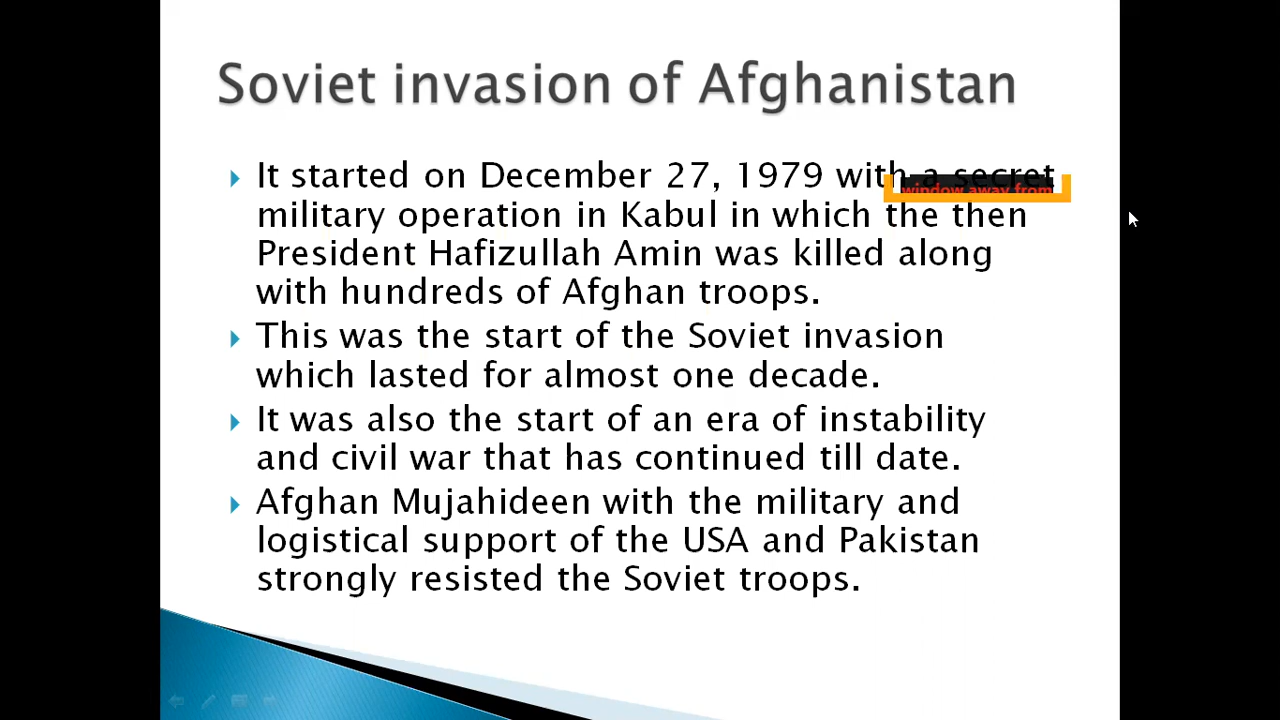 Soviet invasion of Afghanistan
It started on December 27, 1979 with a secret
window away from
military operation in Kabul in which the then
President Hafizullah Amin was killed along
with hundreds of Afghan troops.
This was the start of the Soviet invasion
which lasted for almost one decade.
It was also the start of an era of instability
and civil war that has continued till date.
Afghan Mujahideen with the military and
logistical support of the USA and Pakistan
strongly resisted the Soviet troops.